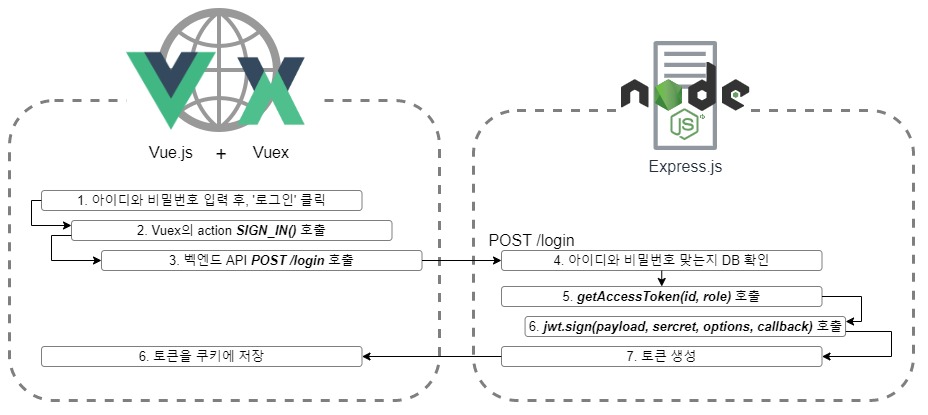 Vue.js + Vuex
node
JS
Express.js
1. 아이디와 비밀번호 입력 후, '로그인' 클릭
2. Vuex의 action SIGN_IN() 호출
3. 벡엔드 API POST /login 호출
POST /login
4. 아이디와 비밀번호 맞는지 DB 확인
5. getAccessToken(id, role) 호출
6. jwt.sign(payload, sercret, options, callback) 호출
7. 토큰 생성
6. 토큰을 쿠키에 저장